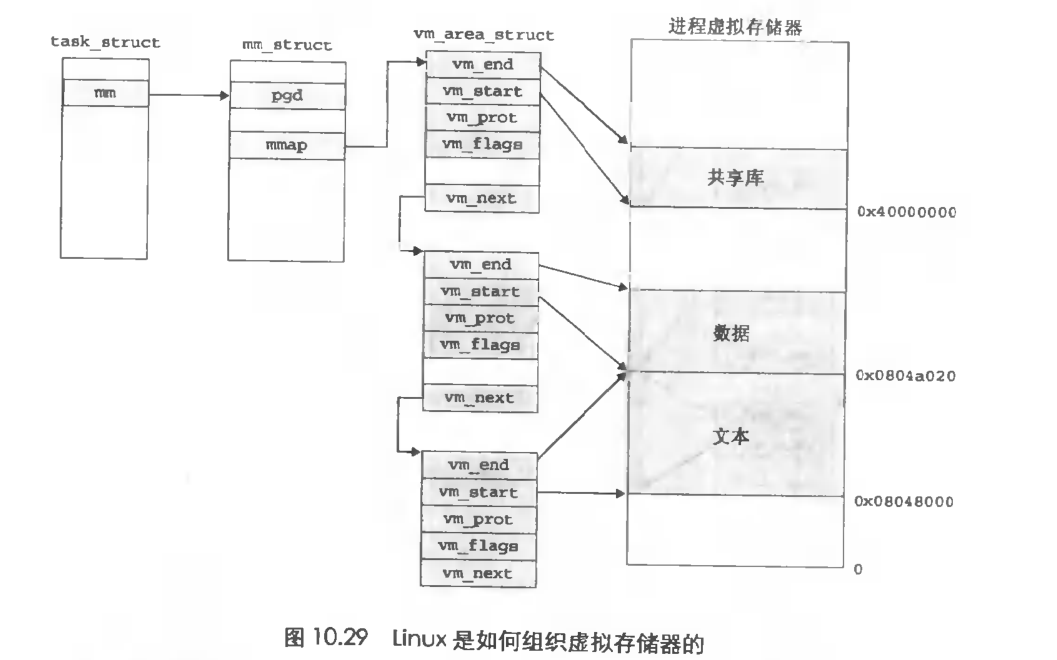 task_struct
mm
mm_struct
pgd
mmap
vm_area_struct
vm_end
vm_start
vm_prot
vm_flags
vm_next
vm_end
vm_start
vm_prot
vm_flags
vm_next
vm_end
vm_start
vm_prot
vm_flags
vm_next
进程虚拟存储器
共享库
0x40000000
数据
0x0804a020
文本
0x08048000
0
图 10.29 Linux 是如何组织虚拟存储器的